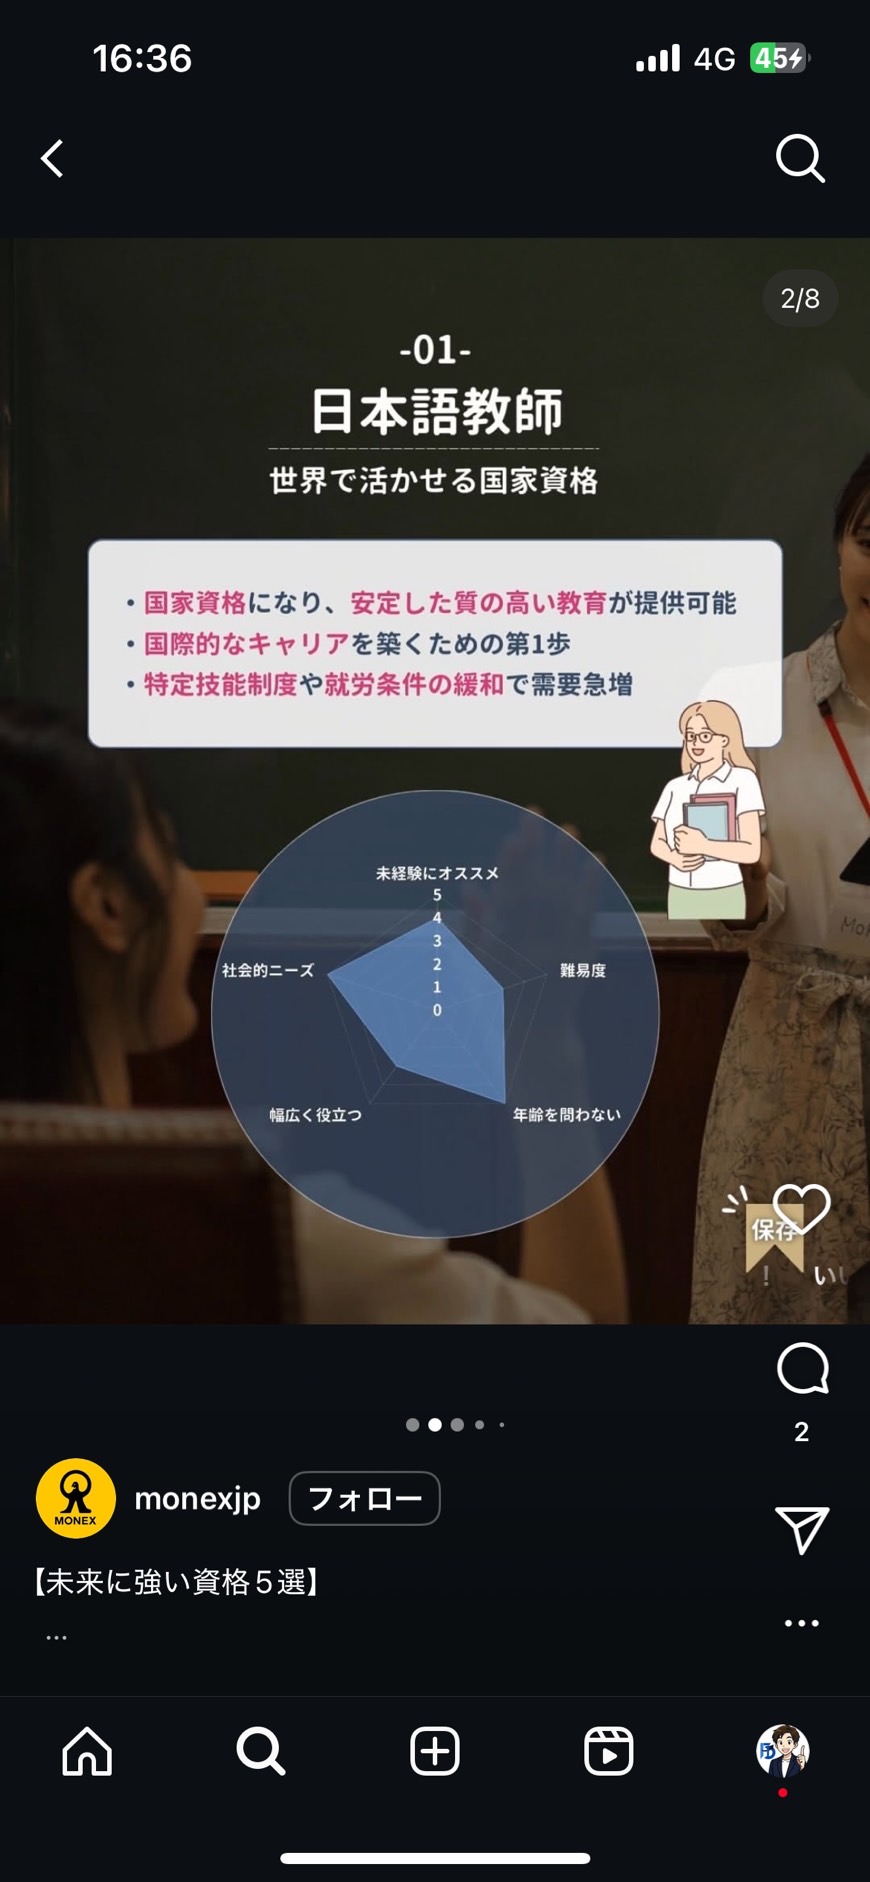 16:36
4G
45
2/8
-01-
日本語教師
世界で活かせる国家資格
・国家資格になり、安定した質の高い教育が提供可能
・国際的なキャリアを築くための第1歩
・特定技能制度や就労条件の緩和で需要急増
未経験にオススメ
5
4
3
2
1
0
社会的ニーズ
難易度
幅広く役立つ
年齢を問わない
保存
!
い
2
MONEX
monexjp
フォロー
【未来に強い資格５選】
...